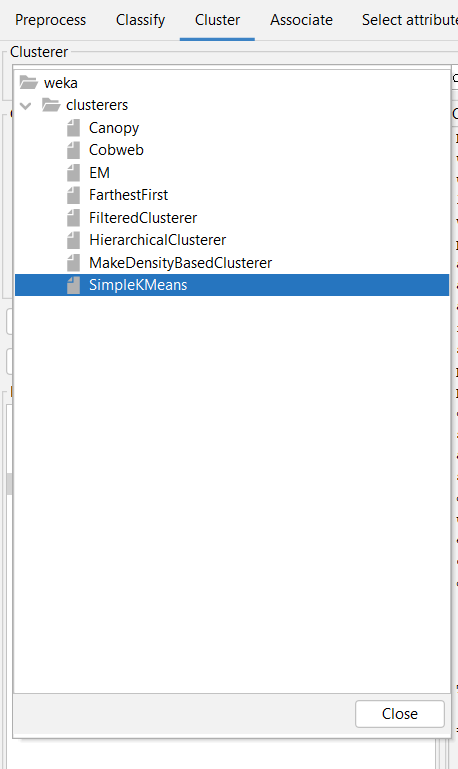 Preprocess Classify Cluster Associate Select attribute
Clusterer
weka
clusterers
Canopy
Cobweb
EM
FarthestFirst
FilteredClusterer
HierarchicalClusterer
MakeDensityBasedClusterer
SimpleKMeans
Close